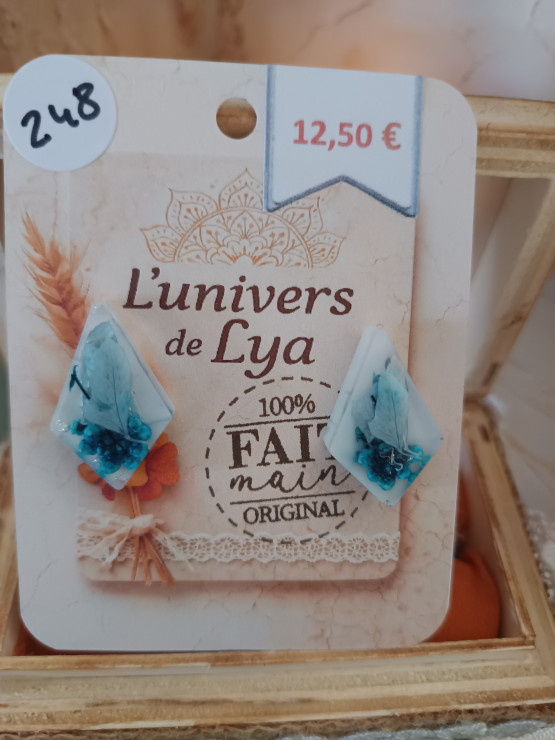 248
12,50 €
L'univers
de Lya
100%
FAIT
main
ORIGINAL